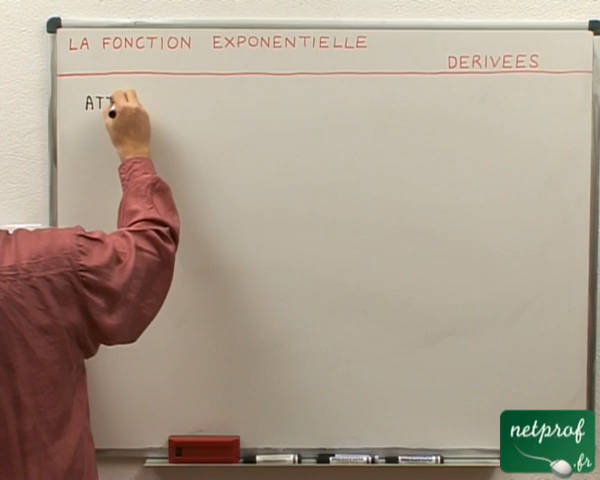 LA FONCTION EXPONENTIELLE
DERIVEES
ATT
netprof
.fr